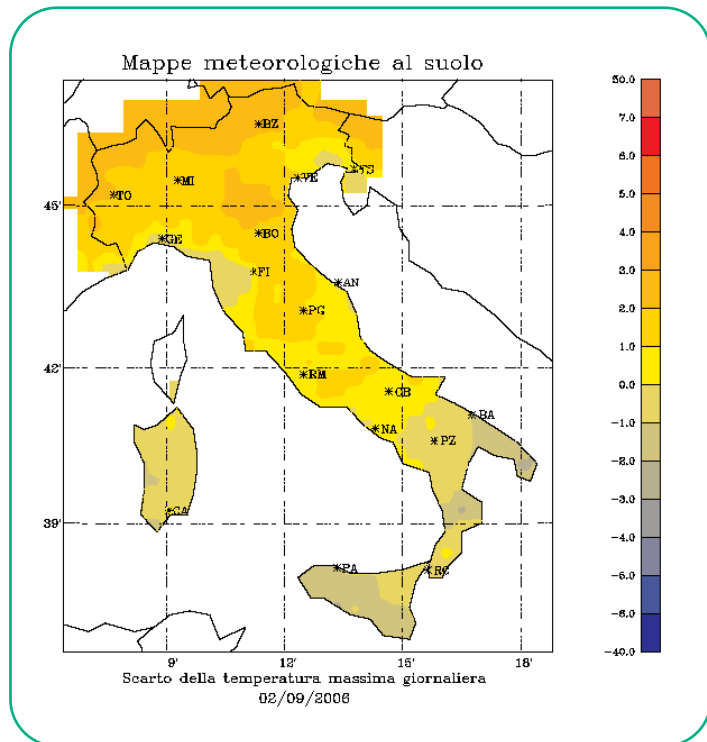 Mappe meteorologiche al suolo
50.0
7.0
6.0
5.0
4.0
3.0
2.0
1.0
0.0
-1.0
-2.0
-3.0
-4.0
-5.0
-6.0
-40.0
*BZ
*MI
*VE
*TS
*TO
45'
*GE
*BO
*FI
*AN
*PG
42'
*RM
*CB
*BA
*NA
*PZ
*CA
39'
*PA
*RC
9'
12'
15'
18'
Scarto della temperatura massima giornaliera
02/09/2006